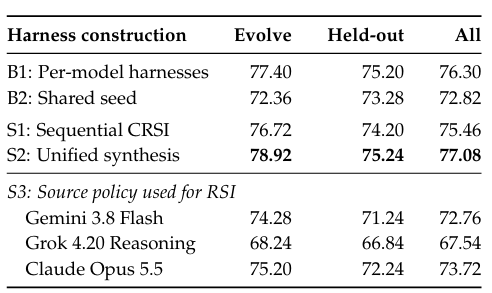 Harness construction Evolve Held-out All
B1: Per-model harnesses 77.40 75.20 76.30
B2: Shared seed 72.36 73.28 72.82
S1: Sequential CRSI 76.72 74.20 75.46
S2: Unified synthesis 78.92 75.24 77.08
S3: Source policy used for RSI
Gemini 3.8 Flash 74.28 71.24 72.76
Grok 4.20 Reasoning 68.24 66.84 67.54
Claude Opus 5.5 75.20 72.24 73.72